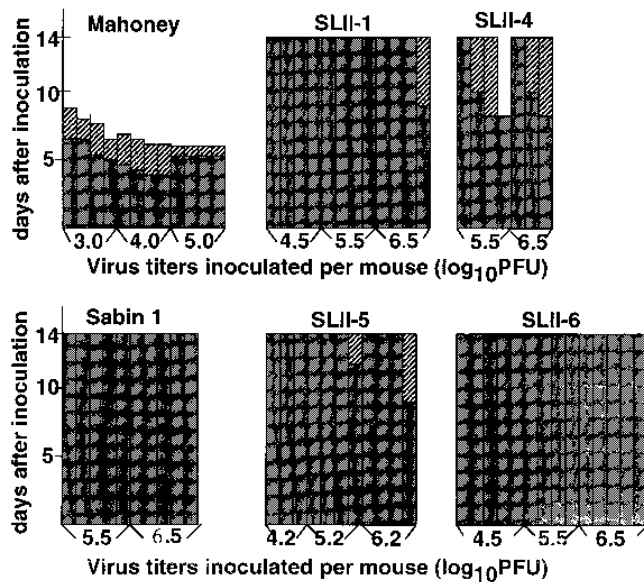 Mahoney SLII-1 SLII-4
14
10
5
days after inoculation
3.0 4.0 5.0 4.5 5.5 6.5 5.5 6.5
Virus titers inoculated per mouse (log10PFU)
Sabin 1 SLII-5 SLII-6
14
10
5
days after inoculation
5.5 6.5 4.2 5.2 6.2 4.5 5.5 6.5
Virus titers inoculated per mouse (log10PFU)